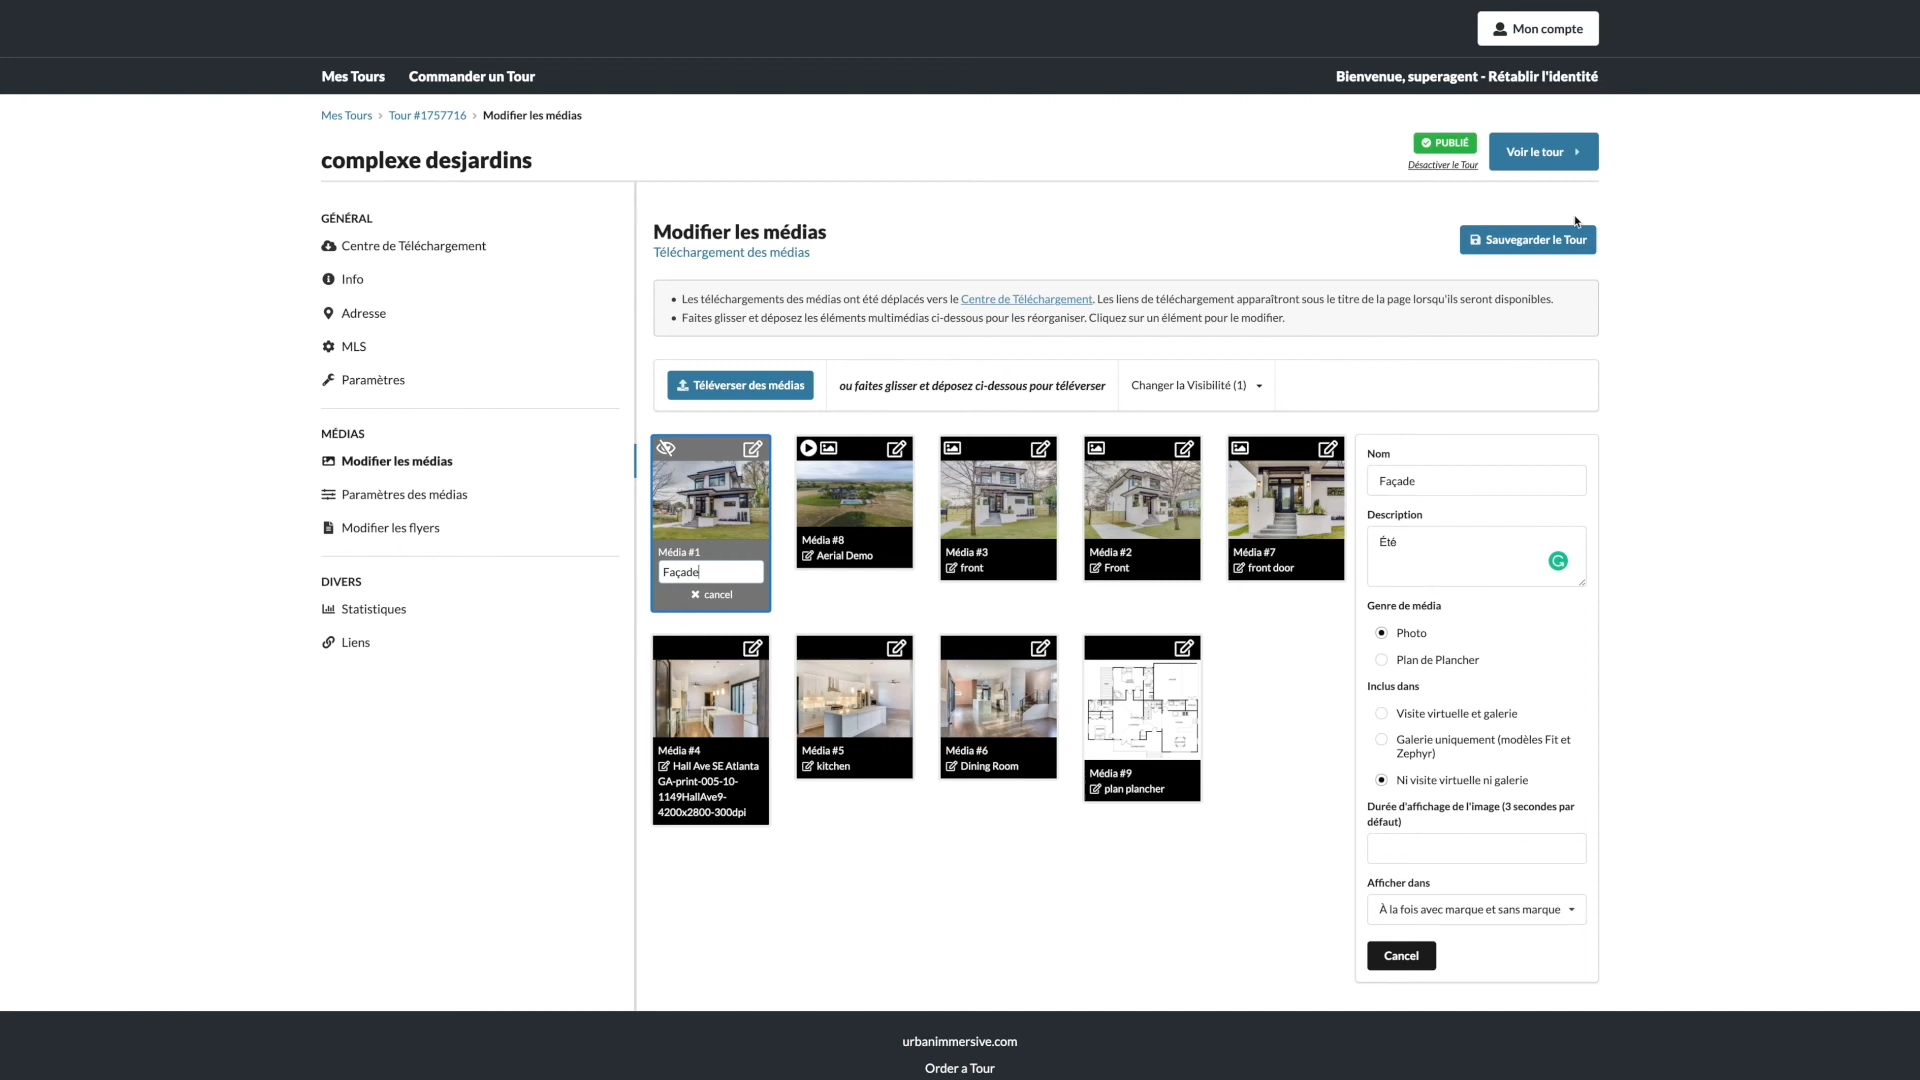 Mon compte
Mes Tours
Commander un Tour
Bienvenue, superagent - Rétablir l'identité
Mes Tours
Tour #1757716
Modifier les médias
complexe desjardins
PUBLIÉ
Désactiver le Tour
Voir le tour
GÉNÉRAL
Centre de Téléchargement
Info
Adresse
MLS
Paramètres
MÉDIAS
Modifier les médias
Paramètres des médias
Modifier les flyers
DIVERS
Statistiques
Liens
Modifier les médias
Téléchargement des médias
Sauvegarder le Tour
Les téléchargements des médias ont été déplacés vers le Centre de Téléchargement. Les liens de téléchargement apparaîtront sous le titre de la page lorsqu'ils seront disponibles.
Faites glisser et déposez les éléments multimédias ci-dessous pour les réorganiser. Cliquez sur un élément pour le modifier.
Téléverser des médias
ou faites glisser et déposez ci-dessous pour téléverser
Changer la Visibilité (1)
Média #1
Façade
cancel
Média #8
Aerial Demo
Média #3
front
Média #2
Front
Média #7
front door
Média #4
Hall Ave SE Atlanta
GA-print-005-10-
1149HallAve9-
4200x2800-300dpi
Média #5
kitchen
Média #6
Dining Room
Média #9
plan plancher
Nom
Façade
Description
Été
Genre de média
Photo
Plan de Plancher
Inclus dans
Visite virtuelle et galerie
Galerie uniquement (modèles Fit et
Zephyr)
Ni visite virtuelle ni galerie
Durée d'affichage de l'image (3 secondes par
défaut)
Afficher dans
À la fois avec marque et sans marque
Cancel
urbanimmersive.com
Order a Tour